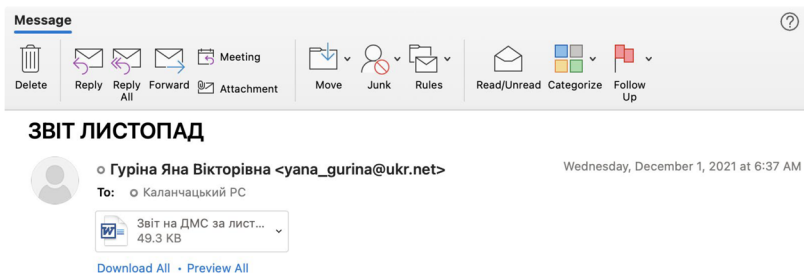 Message
?
Delete
Reply
Reply All
Forward
Meeting
Attachment
Move
Junk
Rules
Read/Unread
Categorize
Follow Up
ЗВІТ ЛИСТОПАД
Гуріна Яна Вікторівна <yana_gurina@ukr.net>
Wednesday, December 1, 2021 at 6:37 AM
To: Каланчацький РС
Звіт на ДМС за лист...
49.3 KB
Download All • Preview All